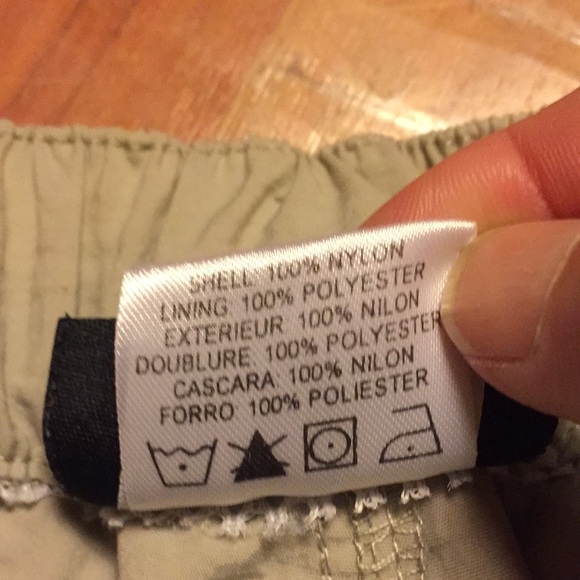 SHELL 100% NYLON
LINING 100% POLYESTER
EXTERIEUR 100% NILON
DOUBLURE 100% POLYESTER
CASCARA 100% NILON
FORRO 100% POLIESTER